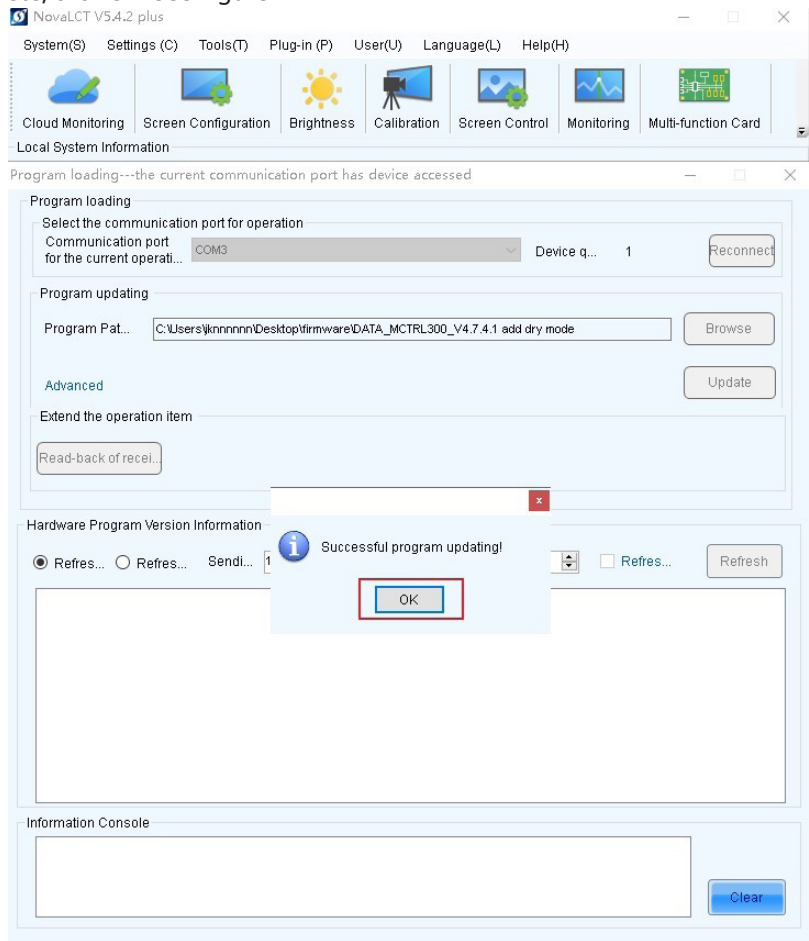 NovaLCT V5.4.2 plus
System(S) Settings (C) Tools(T) Plug-in (P) User(U) Language(L) Help(H)
Cloud Monitoring Screen Configuration Brightness Calibration Screen Control Monitoring Multi-function Card
Local System Information
Program loading---the current communication port has device accessed
Program loading
Select the communication port for operation
Communication port
for the current operati... COM3 Device q... 1 Reconnect
Program updating
Program Pat... C:\Users\jknnnnnn\Desktop\firmware\DATA_MCTRL300_V4.7.4.1 add dry mode Browse
Advanced Update
Extend the operation item
Read-back of recei...
Hardware Program Version Information
Successful program updating!
Refres... Refres... Sendi... 1 Refres... Refresh
OK
Information Console
Clear